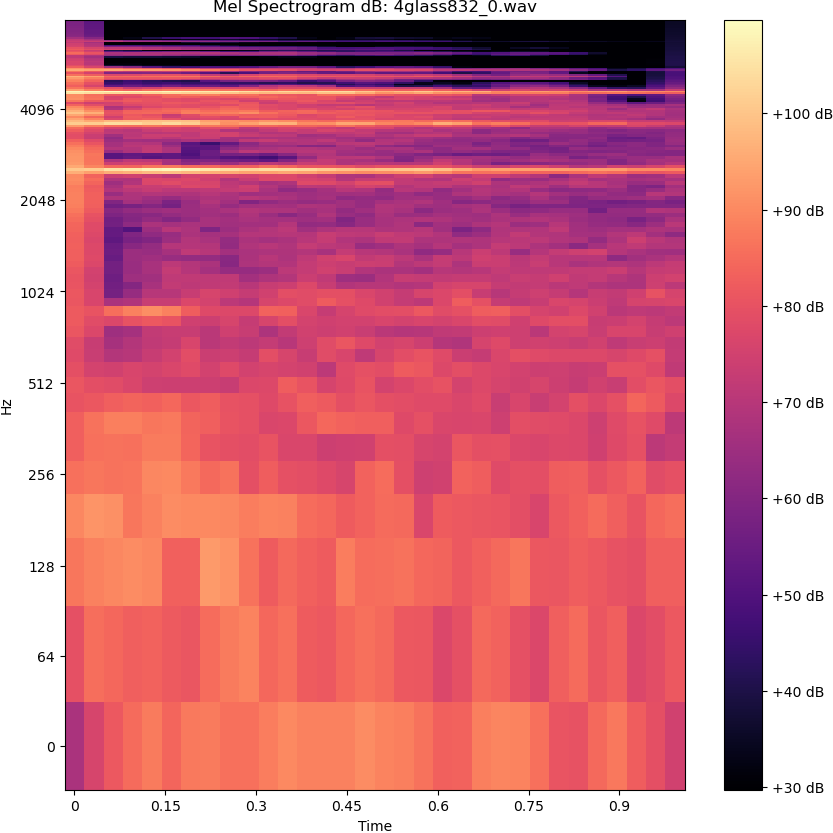 Mel Spectrogram dB: 4glass832_0.wav
4096
2048
1024
512
256
128
64
0
Hz
0 0.15 0.3 0.45 0.6 0.75 0.9
Time
+100 dB
+90 dB
+80 dB
+70 dB
+60 dB
+50 dB
+40 dB
+30 dB